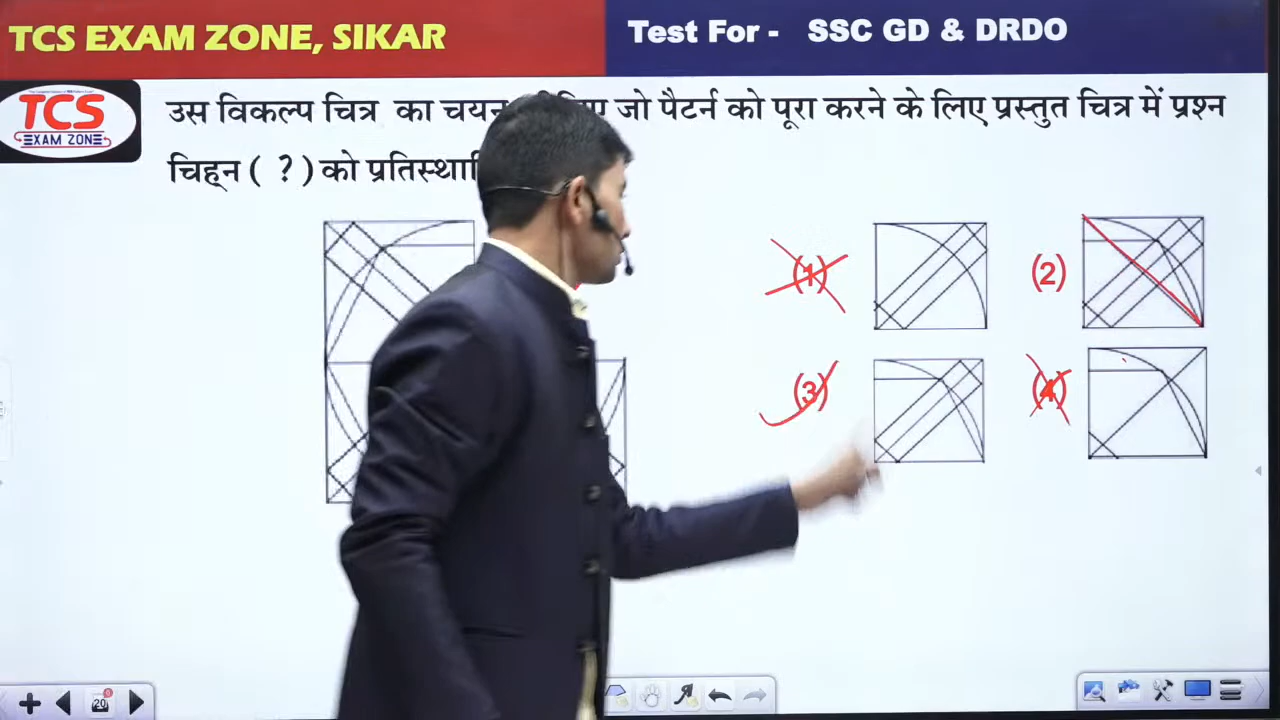 TCS EXAM ZONE, SIKAR
Test For - SSC GD & DRDO
TCS
EXAM ZONE
उस विकल्प चित्र का चयन जो पैटर्न को पूरा करने के लिए प्रस्तुत चित्र में प्रश्न
चिह्न ( ? ) को
(1)
(2)
(3)
(4)
20